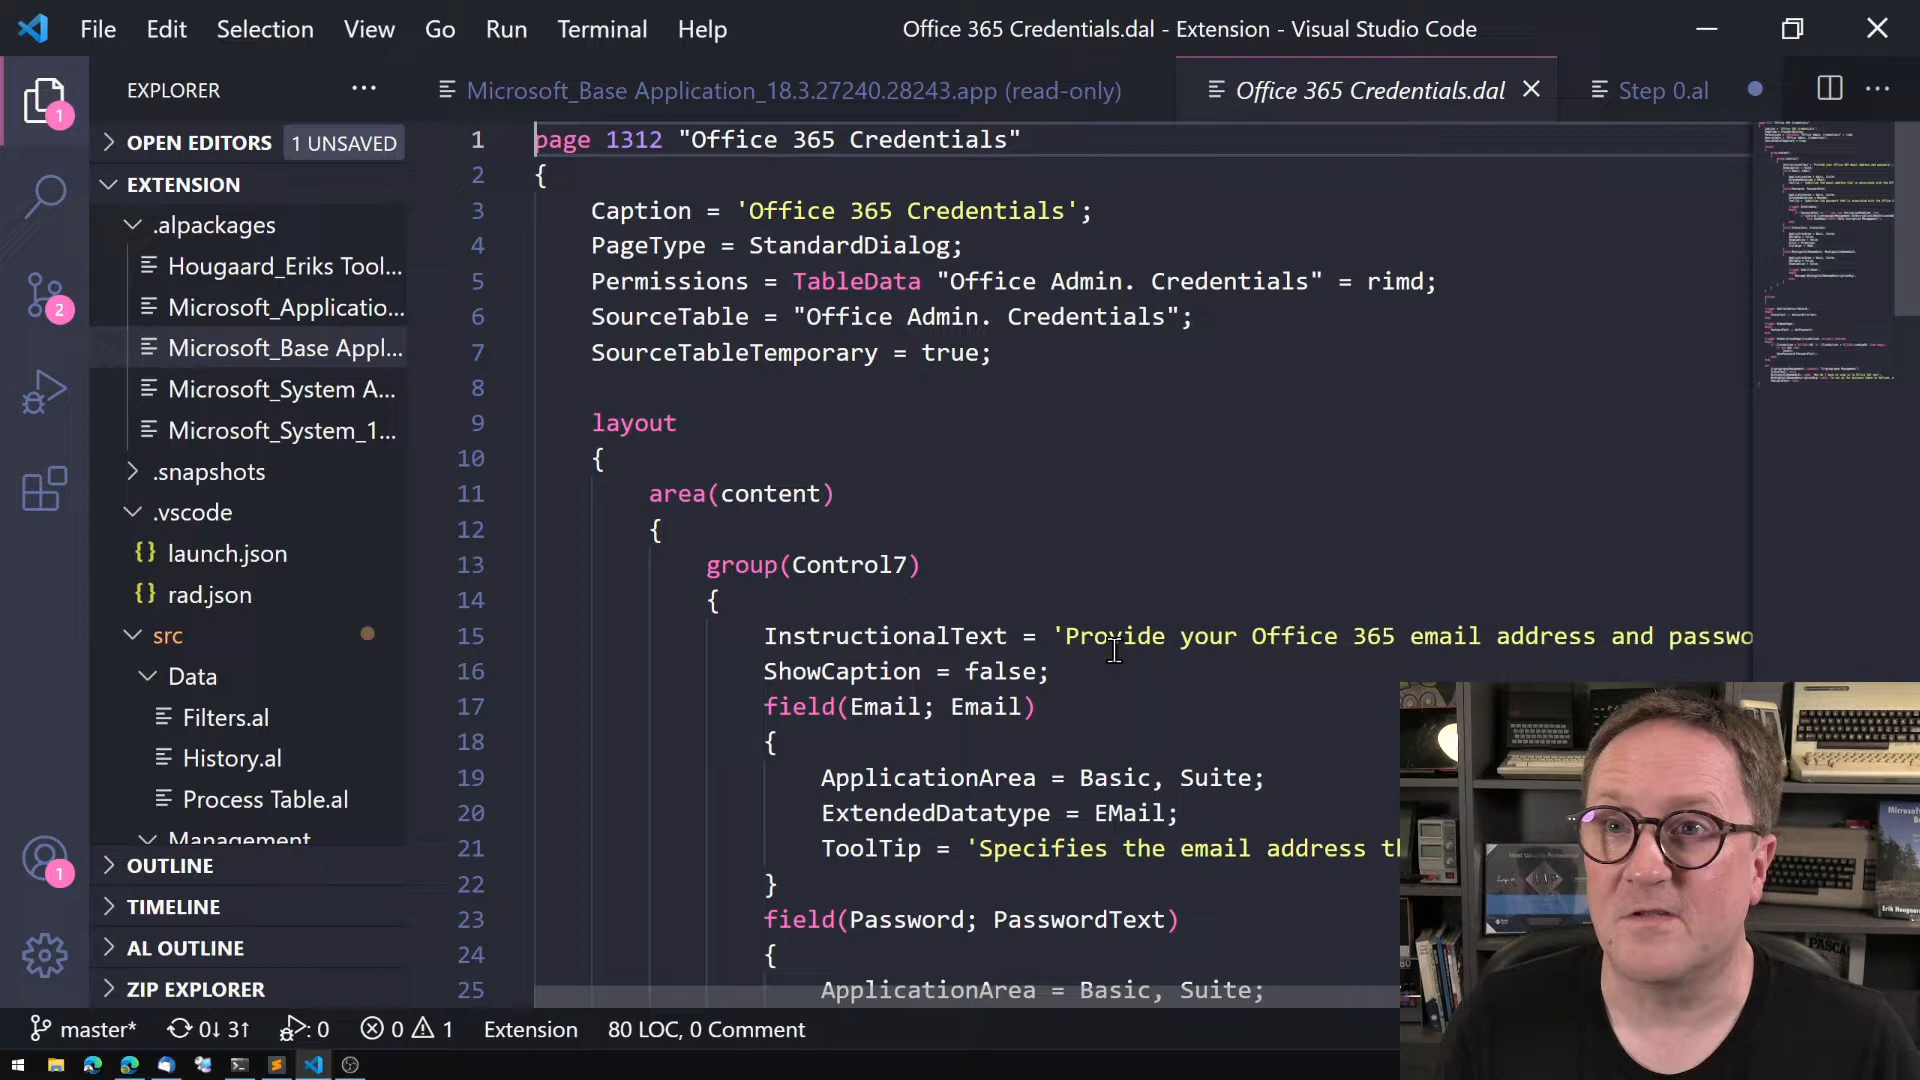 File Edit Selection View Go Run Terminal Help
Office 365 Credentials.dal - Extension - Visual Studio Code
EXPLORER
Microsoft_Base Application_18.3.27240.28243.app (read-only)
Office 365 Credentials.dal
Step 0.al
OPEN EDITORS 1 UNSAVED
EXTENSION
.alpackages
Hougaard_Eriks Tool...
Microsoft_Applicatio...
Microsoft_Base Appl...
Microsoft_System A...
Microsoft_System_1...
.snapshots
.vscode
{} launch.json
{} rad.json
src
Data
Filters.al
History.al
Process Table.al
Management
OUTLINE
TIMELINE
AL OUTLINE
ZIP EXPLORER
1
2
1
1 page 1312 "Office 365 Credentials"
2 {
3 Caption = 'Office 365 Credentials';
4 PageType = StandardDialog;
5 Permissions = TableData "Office Admin. Credentials" = rimd;
6 SourceTable = "Office Admin. Credentials";
7 SourceTableTemporary = true;
8
9 layout
10 {
11 area(content)
12 {
13 group(Control7)
14 {
15 InstructionalText = 'Provide your Office 365 email address and passwo
16 ShowCaption = false;
17 field(Email; Email)
18 {
19 ApplicationArea = Basic, Suite;
20 ExtendedDatatype = EMail;
21 ToolTip = 'Specifies the email address th
22 }
23 field(Password; PasswordText)
24 {
25 ApplicationArea = Basic, Suite;
master* 0↓ 3↑ : 0 0 1 Extension 80 LOC, 0 Comment